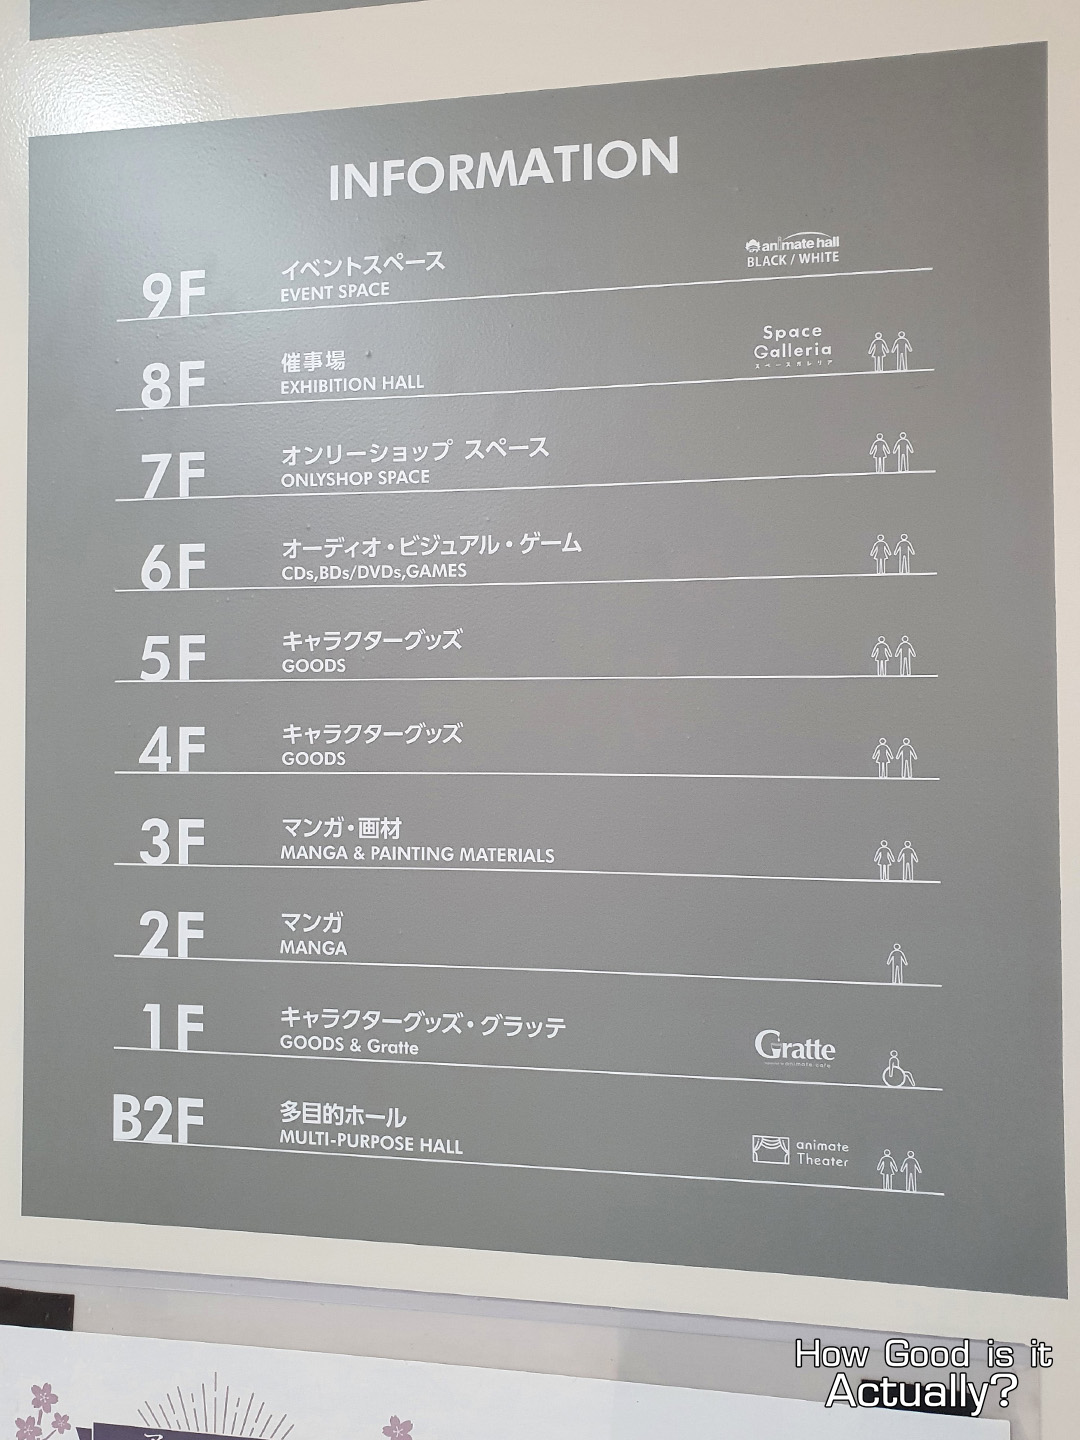 INFORMATION
9F
イベントスペース
EVENT SPACE
animate hall
BLACK / WHITE
8F
催事場
EXHIBITION HALL
Space
Galleria
スペースガレリア
7F
オンリーショップ スペース
ONLYSHOP SPACE
6F
オーディオ・ビジュアル・ゲーム
CDs,BDs/DVDs,GAMES
5F
キャラクターグッズ
GOODS
4F
キャラクターグッズ
GOODS
3F
マンガ・画材
MANGA & PAINTING MATERIALS
2F
マンガ
MANGA
1F
キャラクターグッズ・グラッテ
GOODS & Gratte
Gratte
B2F
多目的ホール
MULTI-PURPOSE HALL
animate
Theater
How Good is it
Actually?